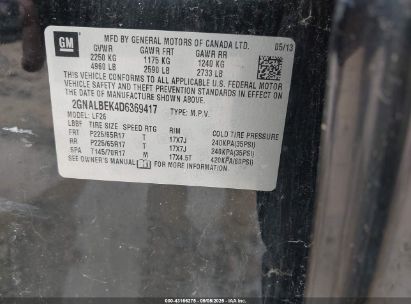 GM
MFD BY GENERAL MOTORS OF CANADA LTD. 05/13
GVWR GAWR FRT GAWR RR
2250 KG 1175 KG 1240 KG
4960 LB 2590 LB 2733 LB
THIS VEHICLE CONFORMS TO ALL APPLICABLE U.S. FEDERAL MOTOR
VEHICLE SAFETY, BUMPER, AND THEFT PREVENTION STANDARDS IN EFFECT ON
THE DATE OF MANUFACTURE SHOWN ABOVE.
2GNALBEK4D6369417 TYPE: M.P.V.
MODEL: LF26
TIRE SIZE SPEED RTG RIM COLD TIRE PRESSURE
FRT P225/65R17 T 17X7J 240KPA(35PSI)
RR P225/65R17 T 17X7J 240KPA(35PSI)
SPA T145/70R17 M 17X4.5T 420KPA(60PSI)
SEE OWNER'S MANUAL FOR MORE INFORMATION.